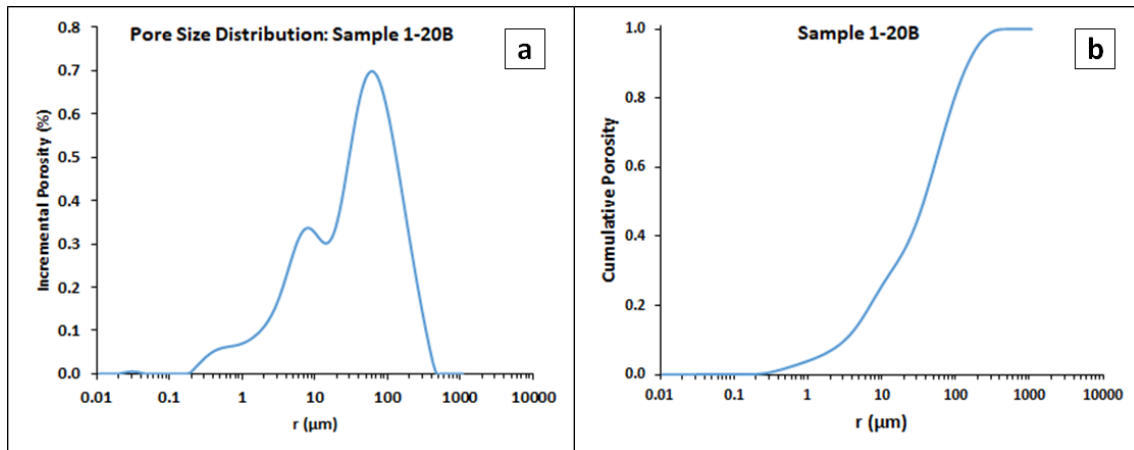 Pore Size Distribution: Sample 1-20B
a
Incremental Porosity (%)
0.8
0.7
0.6
0.5
0.4
0.3
0.2
0.1
0.0
0.01 0.1 1 10 100 1000 10000
r (μm)
Sample 1-20B
b
Cumulative Porosity
1.0
0.8
0.6
0.4
0.2
0.0
0.01 0.1 1 10 100 1000 10000
r (μm)